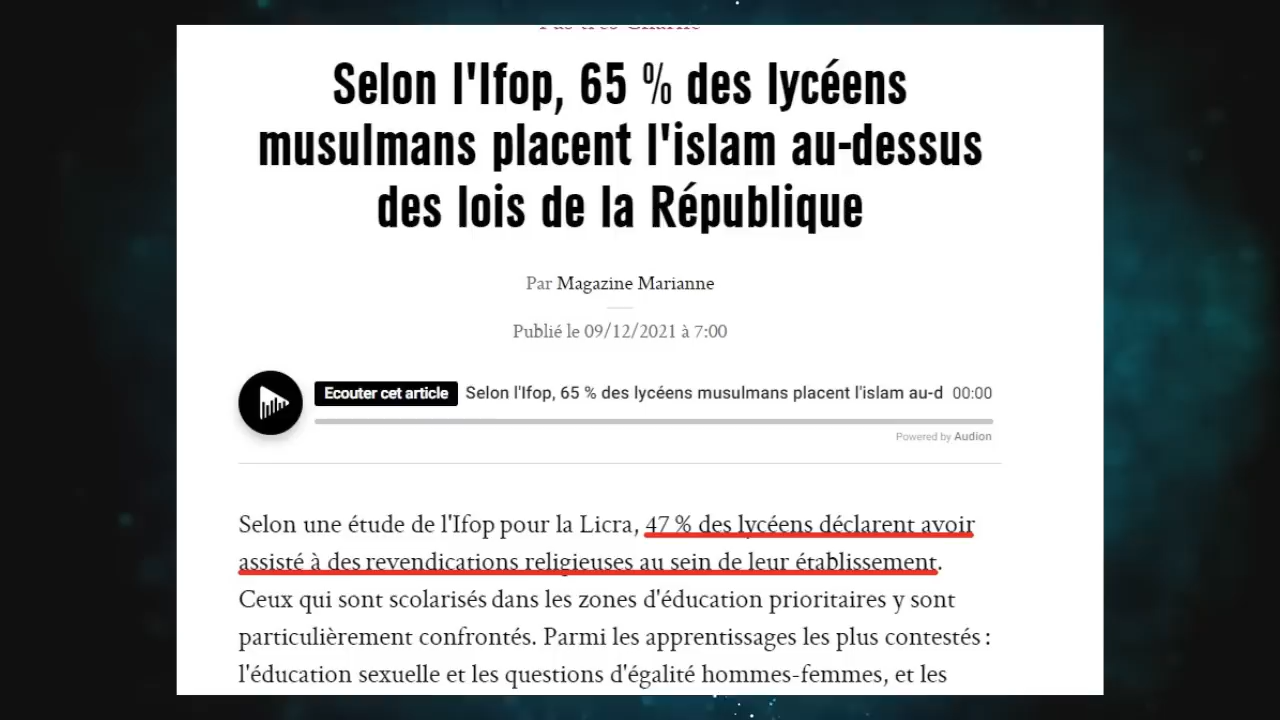 Selon l'Ifop, 65 % des lycéens
musulmans placent l'islam au-dessus
des lois de la République
Par Magazine Marianne
Publié le 09/12/2021 à 7:00
Ecouter cet article Selon l'Ifop, 65 % des lycéens musulmans placent l'islam au-d 00:00
Powered by Audion
Selon une étude de l'Ifop pour la Licra, 47 % des lycéens déclarent avoir
assisté à des revendications religieuses au sein de leur établissement.
Ceux qui sont scolarisés dans les zones d'éducation prioritaires y sont
particulièrement confrontés. Parmi les apprentissages les plus contestés :
l'éducation sexuelle et les questions d'égalité hommes-femmes, et les